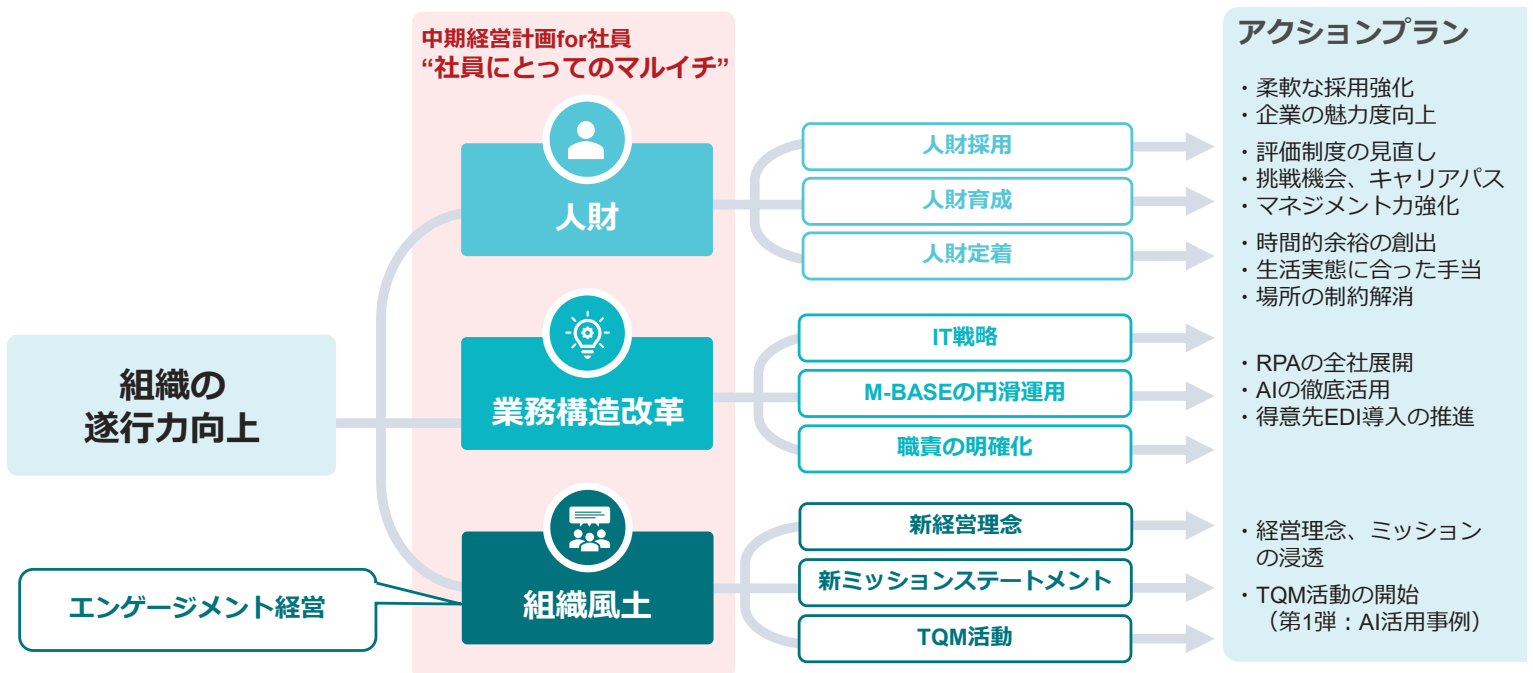 中期経営計画for社員
“社員にとってのマルイチ”
組織の
遂行力向上
エンゲージメント経営
人財
人財採用
人財育成
人財定着
業務構造改革
IT戦略
M-BASEの円滑運用
職責の明確化
組織風土
新経営理念
新ミッションステートメント
TQM活動
アクションプラン
・柔軟な採用強化
・企業の魅力度向上
・評価制度の見直し
・挑戦機会、キャリアパス
・マネジメント力強化
・時間的余裕の創出
・生活実態に合った手当
・場所の制約解消
・RPAの全社展開
・AIの徹底活用
・得意先EDI導入の推進
・経営理念、ミッション
の浸透
・TQM活動の開始
（第1弾：AI活用事例）